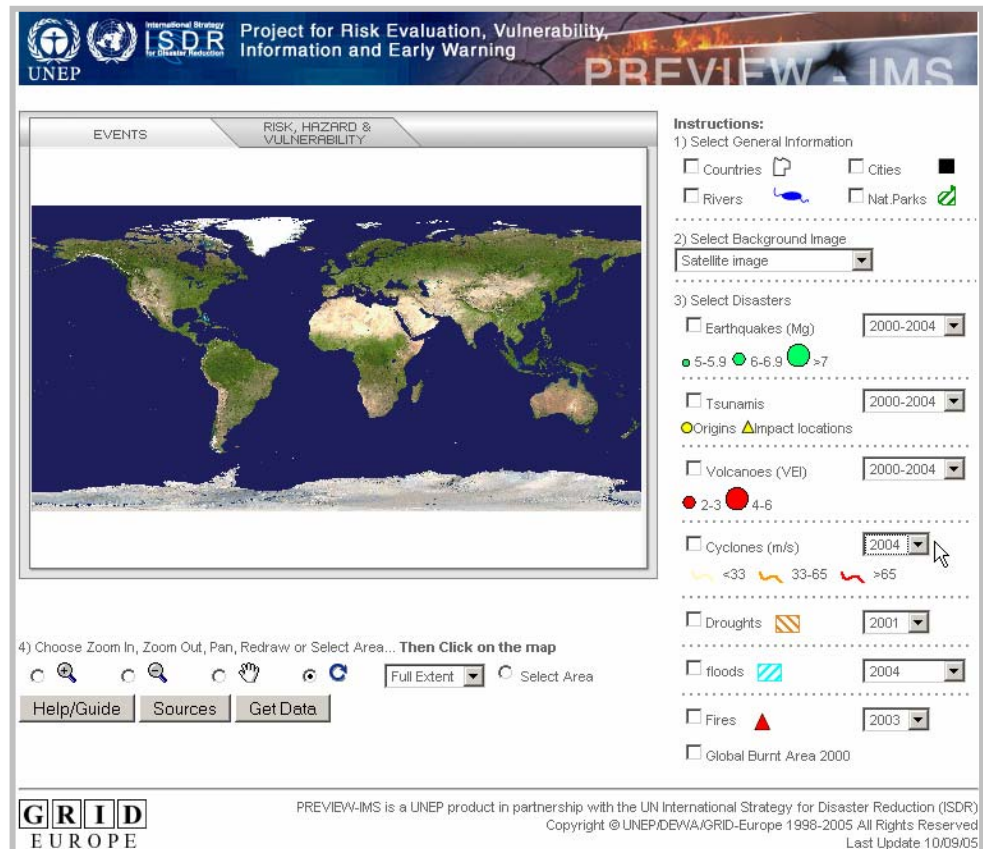 UNEP
International Strategy
ISDR
for Disaster Reduction
Project for Risk Evaluation, Vulnerability,
Information and Early Warning
PREVIEW - IMS
EVENTS
RISK, HAZARD &
VULNERABILITY
Instructions:
1) Select General Information
Countries
Cities
Rivers
Nat.Parks
2) Select Background Image
Satellite image
3) Select Disasters
Earthquakes (Mg)
2000-2004
5-5.9 6-6.9 >7
Tsunamis
2000-2004
Origins Impact locations
Volcanoes (VEI)
2000-2004
2-3 4-6
Cyclones (m/s)
2004
<33 33-65 >65
Droughts
2001
floods
2004
Fires
2003
Global Burnt Area 2000
4) Choose Zoom In, Zoom Out, Pan, Redraw or Select Area... Then Click on the map
Full Extent
Select Area
Help/Guide
Sources
Get Data
GRID
EUROPE
PREVIEW-IMS is a UNEP product in partnership with the UN International Strategy for Disaster Reduction (ISDR)
Copyright © UNEP/DEWA/GRID-Europe 1998-2005 All Rights Reserved
Last Update 10/09/05